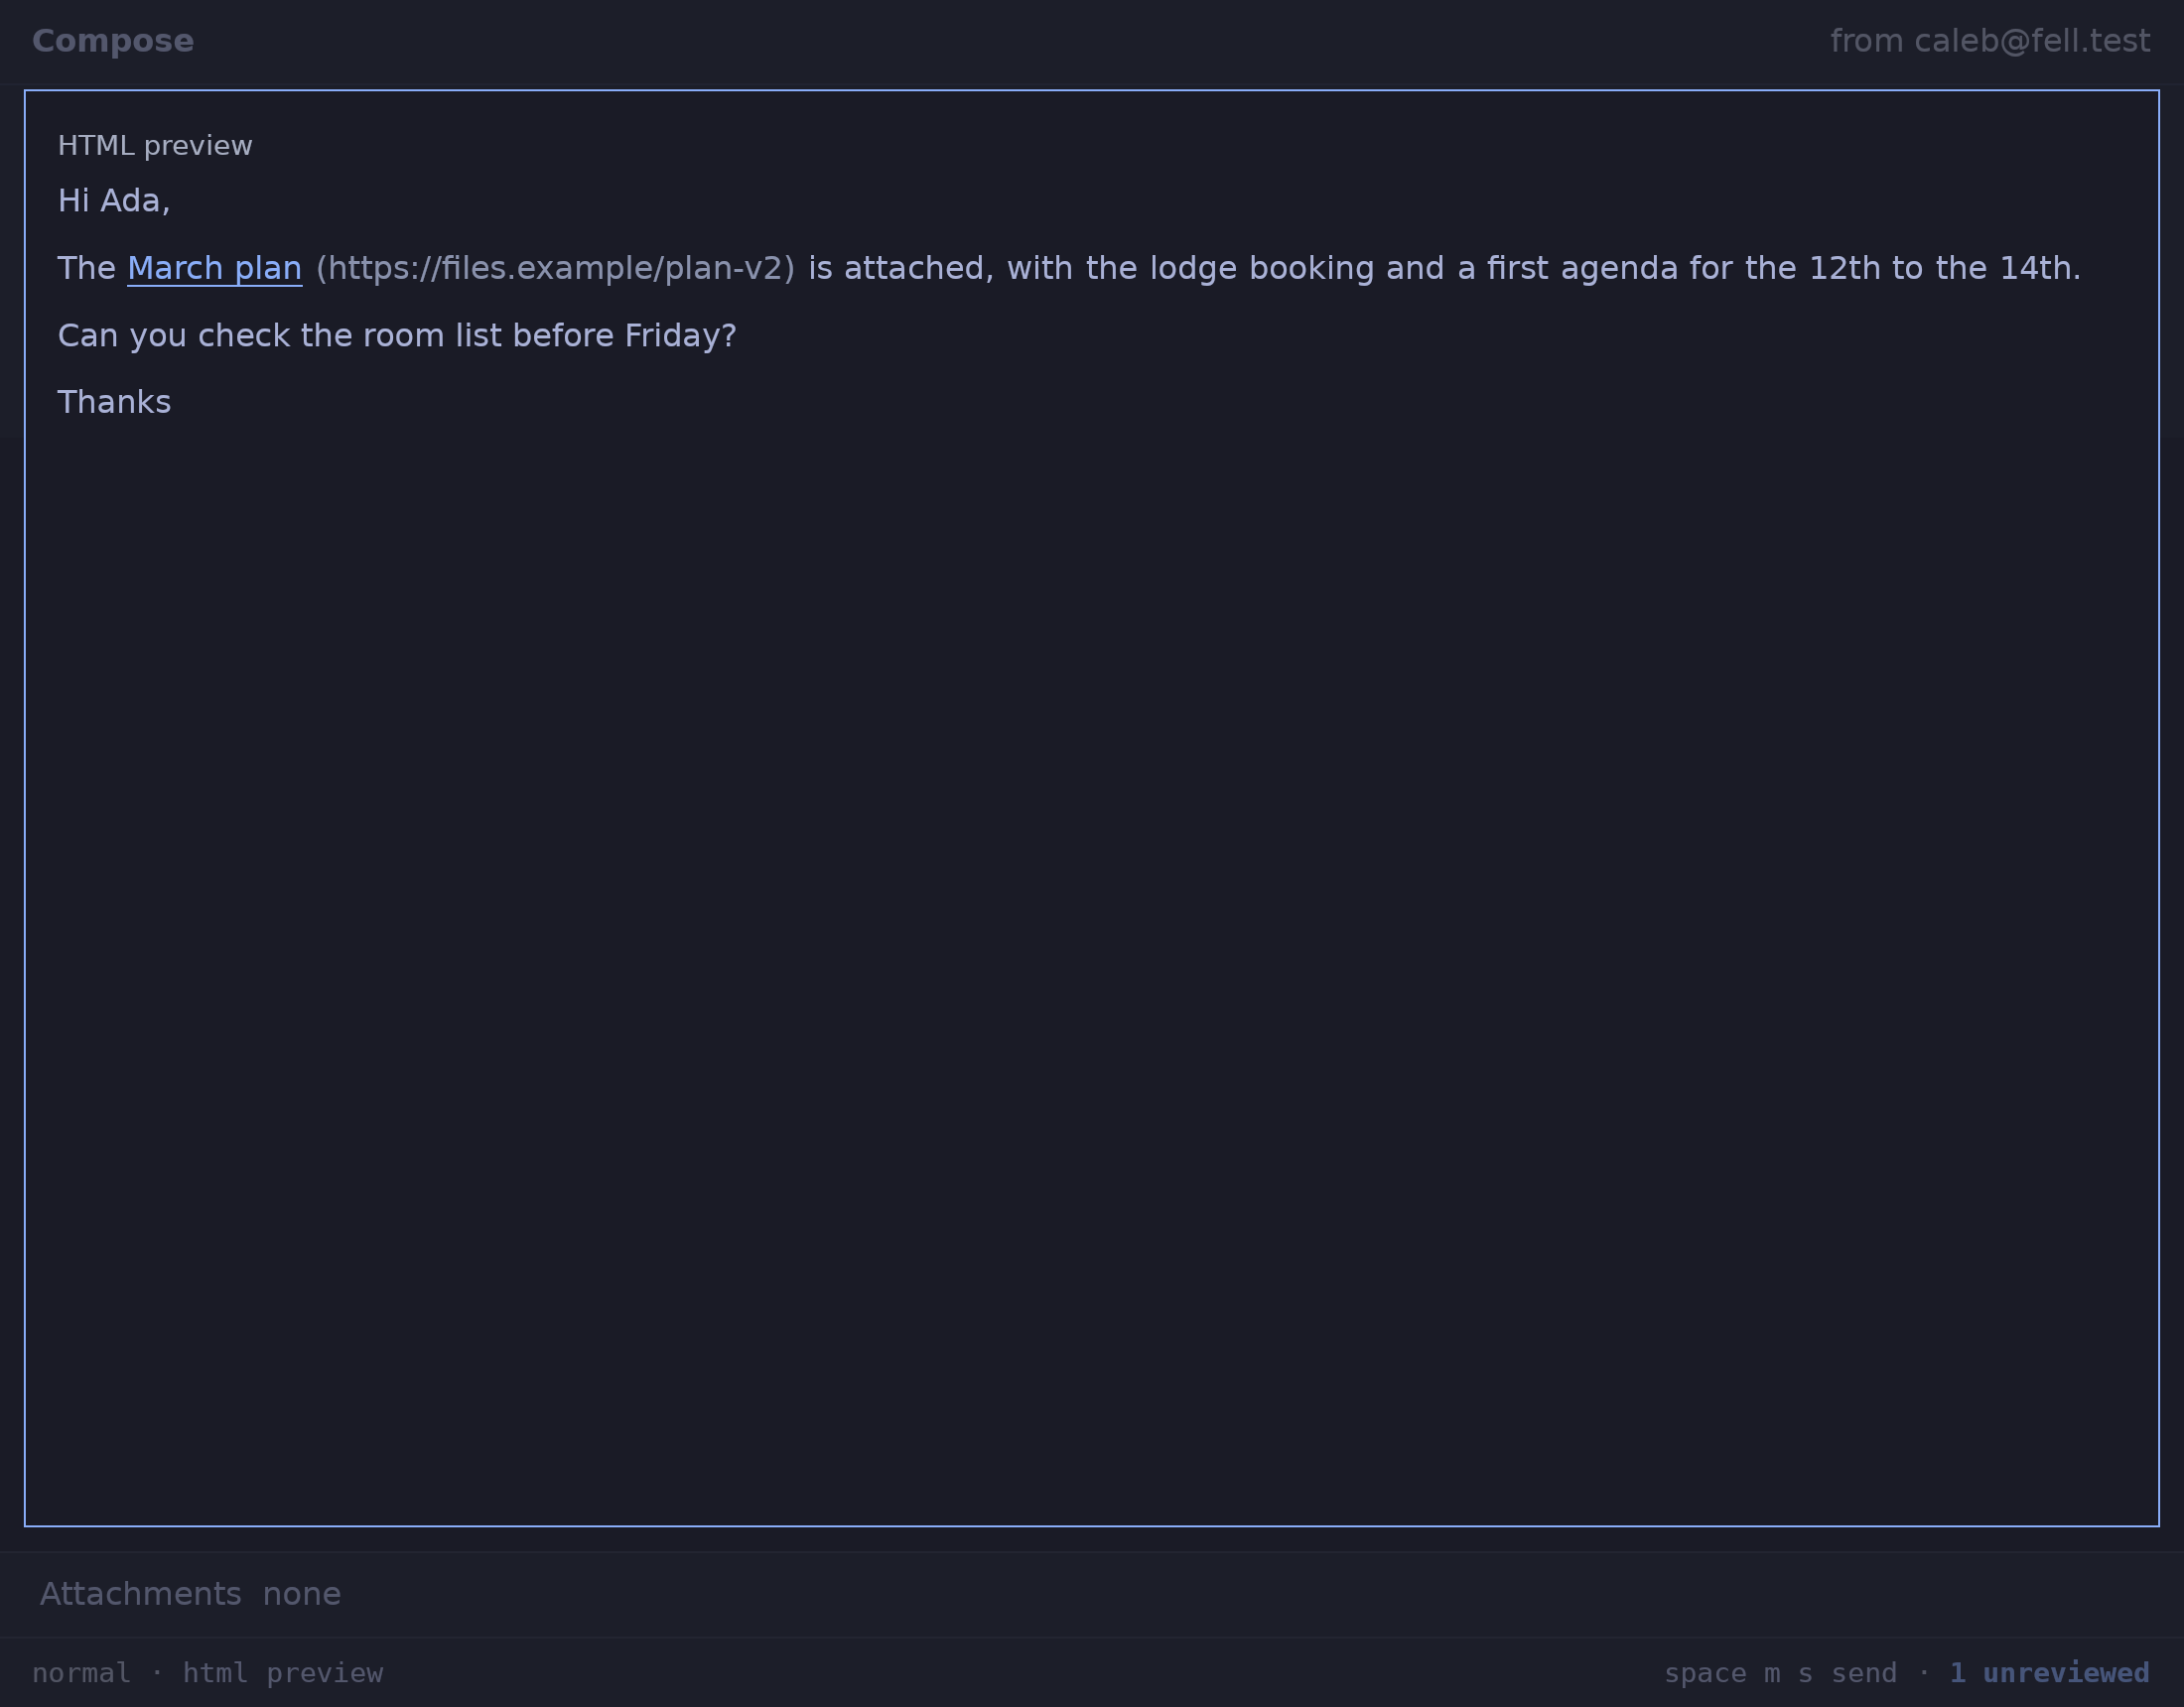 Compose
from caleb@fell.test
HTML preview
Hi Ada,
The March plan (https://files.example/plan-v2) is attached, with the lodge booking and a first agenda for the 12th to the 14th.
Can you check the room list before Friday?
Thanks
Attachments none
normal · html preview
space m s send · 1 unreviewed